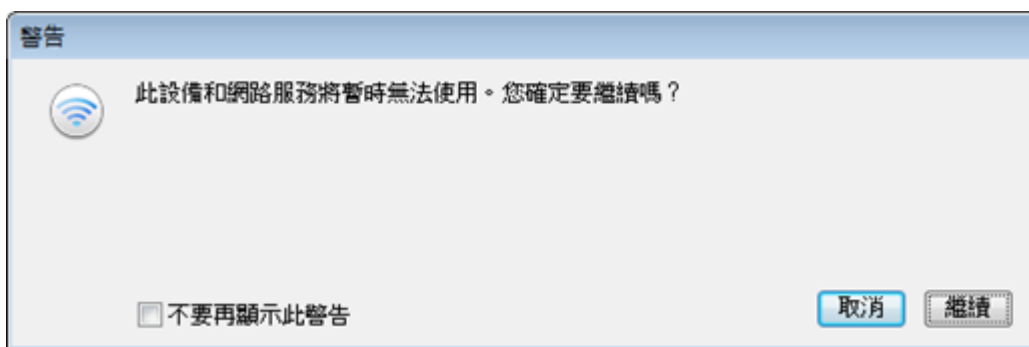 警告
此設備和網路服務將暫時無法使用。您確定要繼續嗎？
不要再顯示此警告
取消
繼續